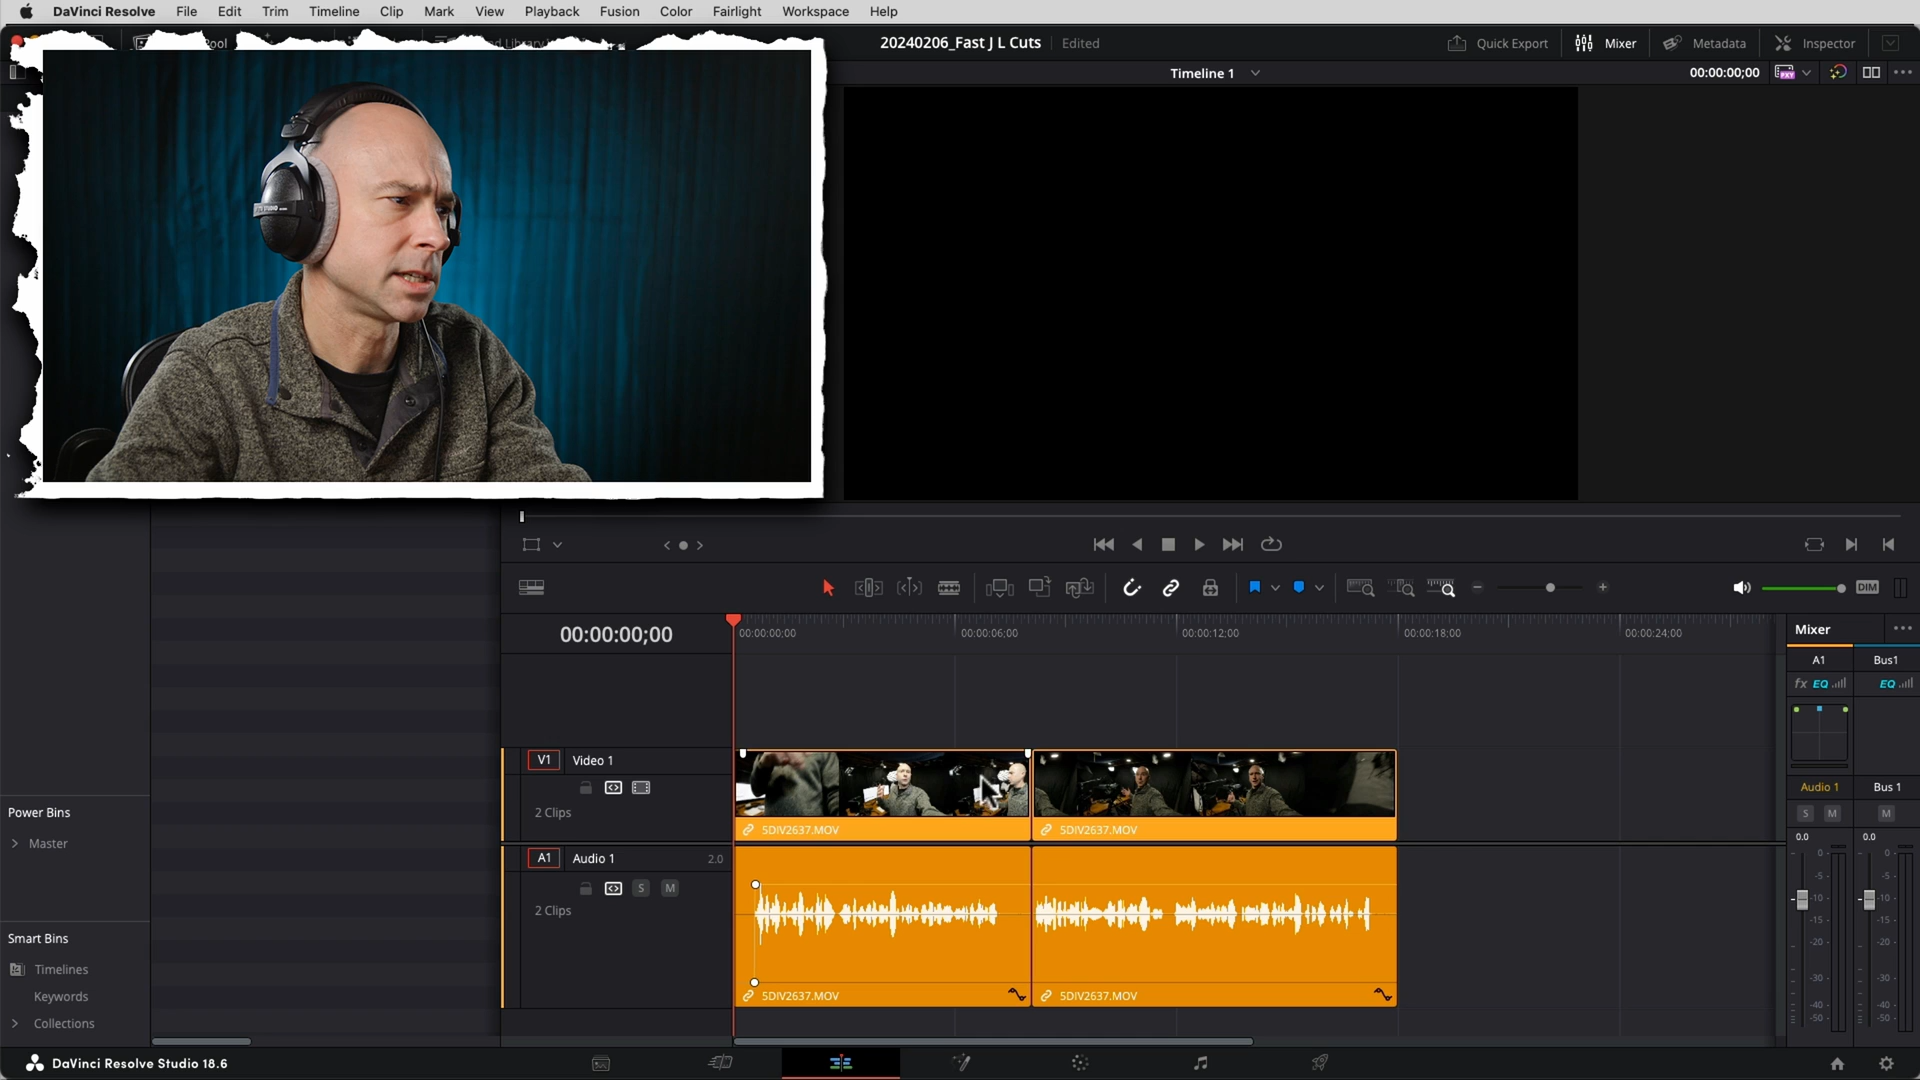 DaVinci Resolve File Edit Trim Timeline Clip Mark View Playback Fusion Color Fairlight Workspace Help
20240206_Fast J L Cuts Edited
Quick Export Mixer Metadata Inspector
Timeline 1
00:00:00;00
DIM
00:00:00;00
00:00:00;00 00:00:06;00 00:00:12;00 00:00:18;00 00:00:24;00
Mixer
A1 Bus1
fx EQ EQ
V1 Video 1
2 Clips
5DIV2637.MOV 5DIV2637.MOV
A1 Audio 1 2.0
S M
2 Clips
5DIV2637.MOV 5DIV2637.MOV
Audio 1 Bus 1
S M M
0.0 0.0
0 0
-5 -5
-10 -10
-15 -15
-20 -20
-30 -30
-40 -40
-50 -50
Power Bins
Master
Smart Bins
Timelines
Keywords
Collections
DaVinci Resolve Studio 18.6